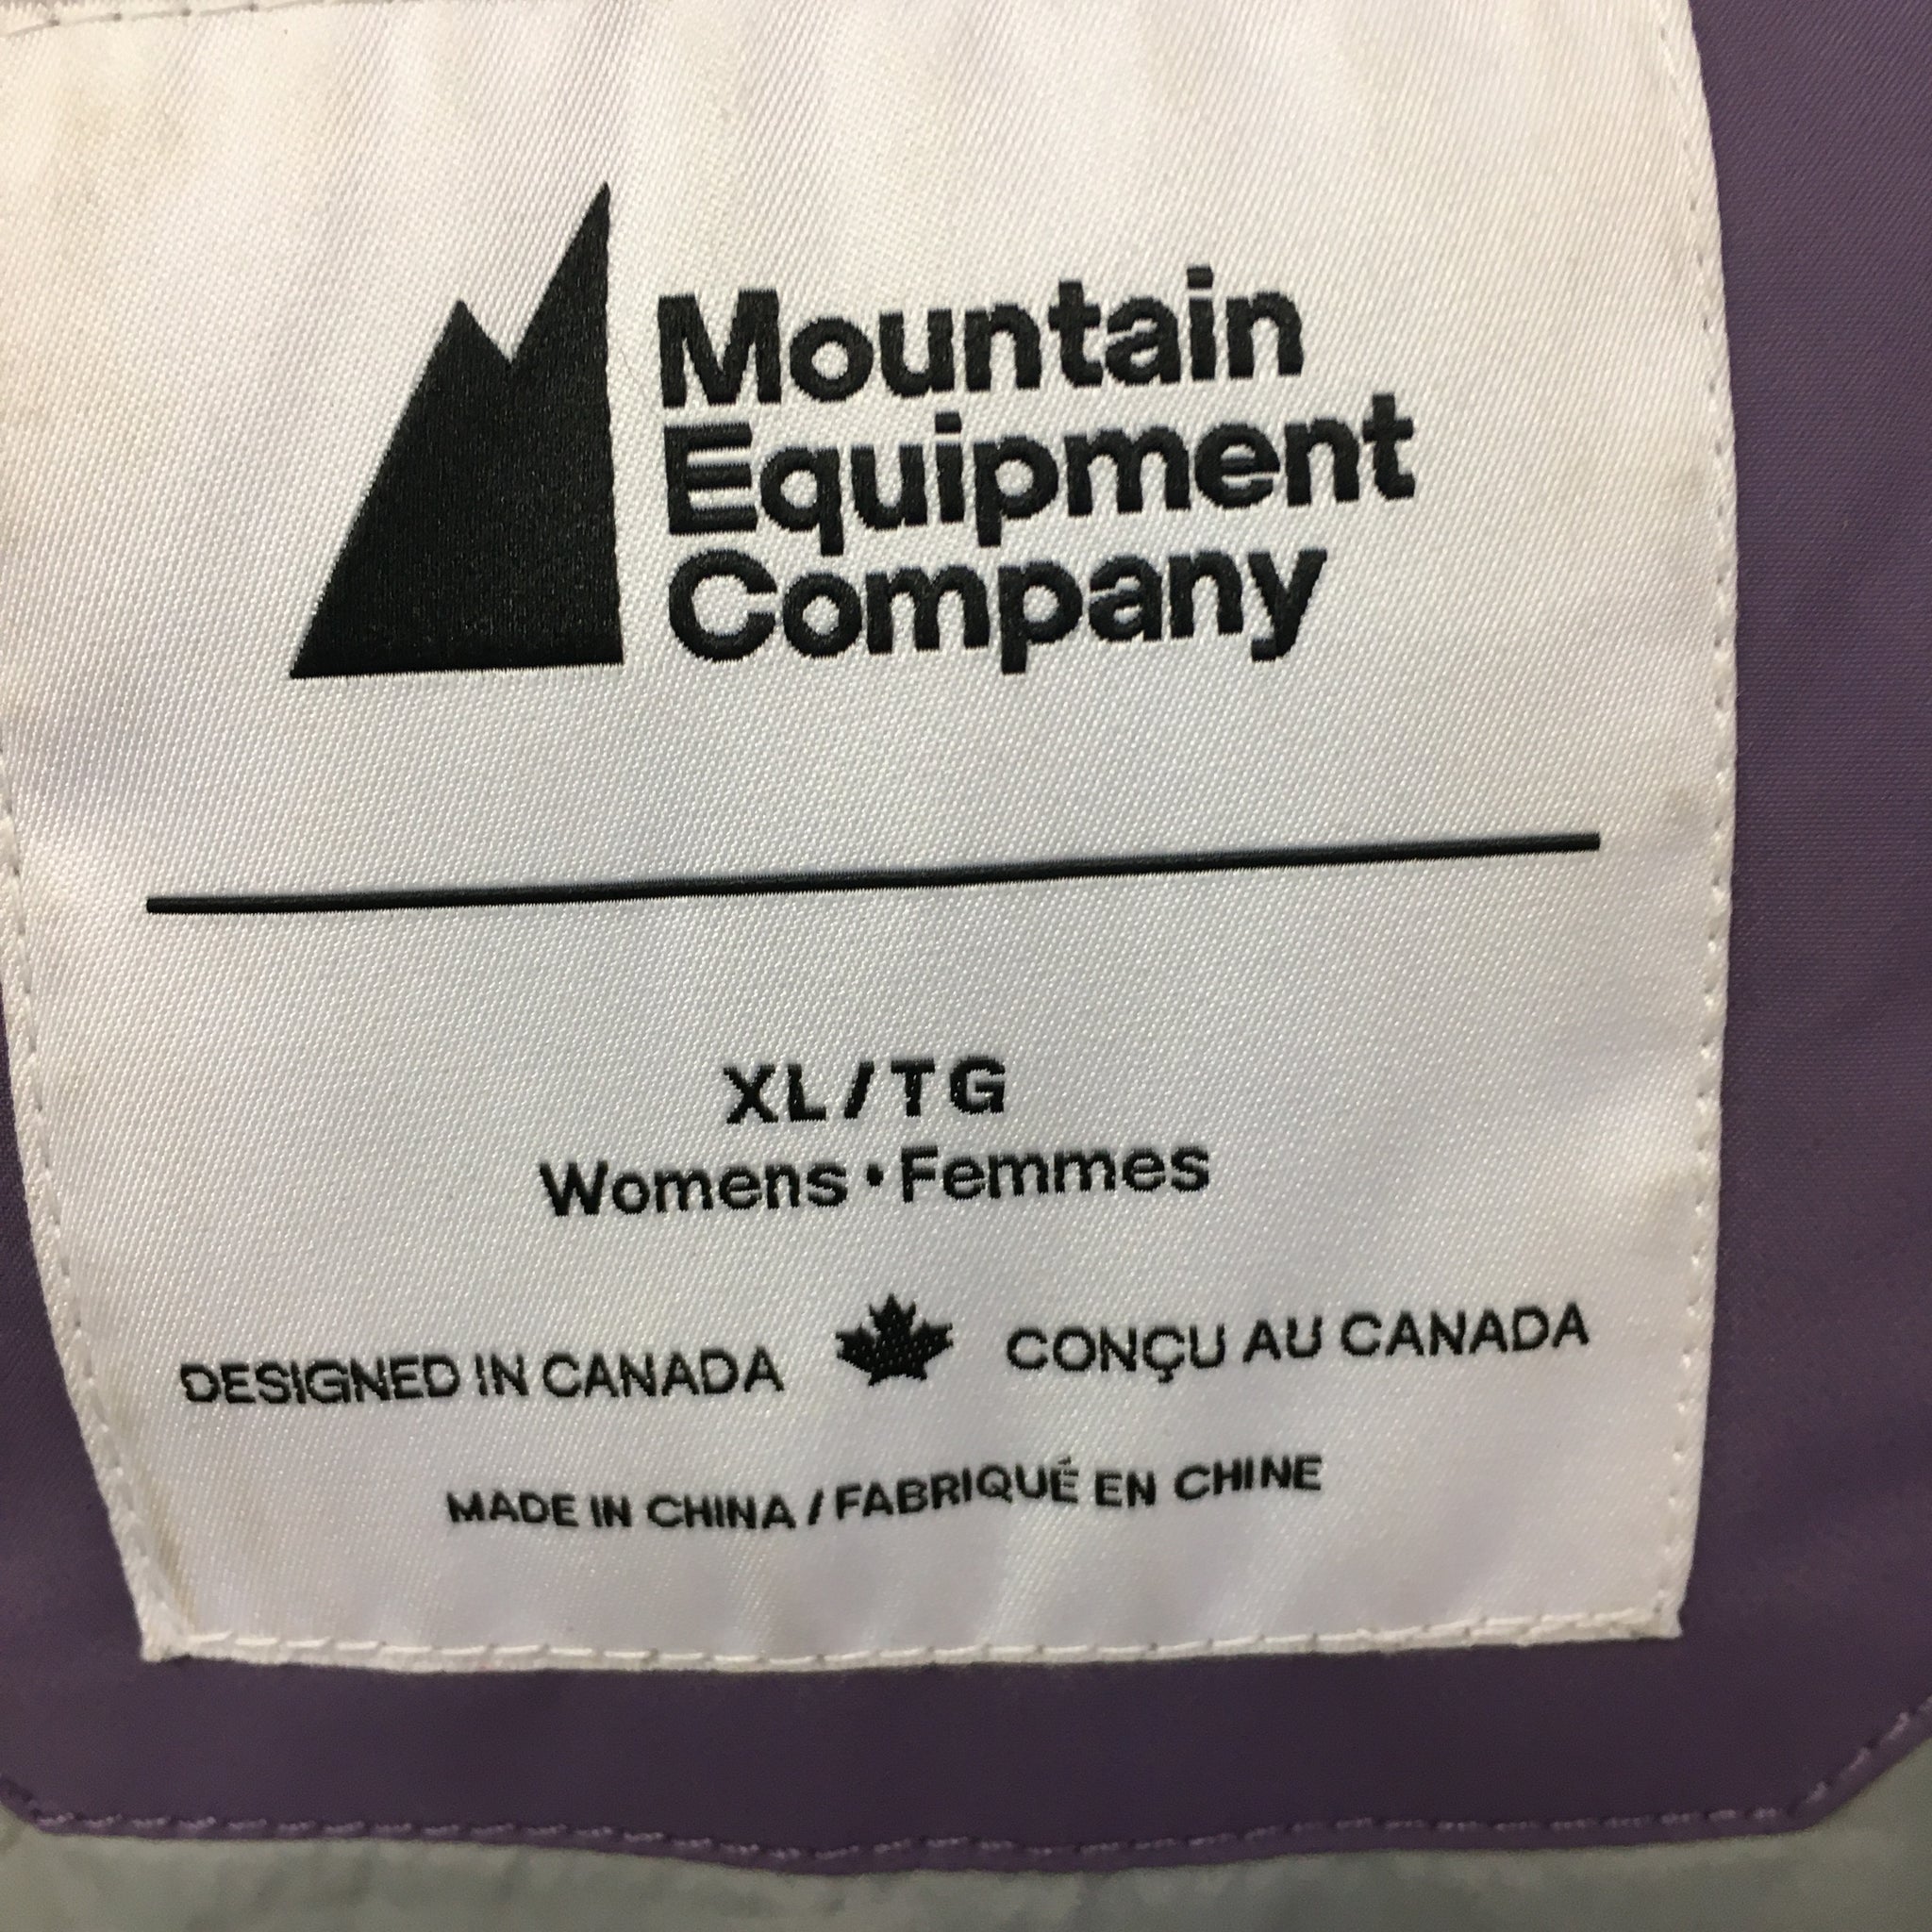 Mountain
Equipment
Company
XL/TG
Womens • Femmes
DESIGNED IN CANADA CONÇU AU CANADA
MADE IN CHINA / FABRIQUÉ EN CHINE